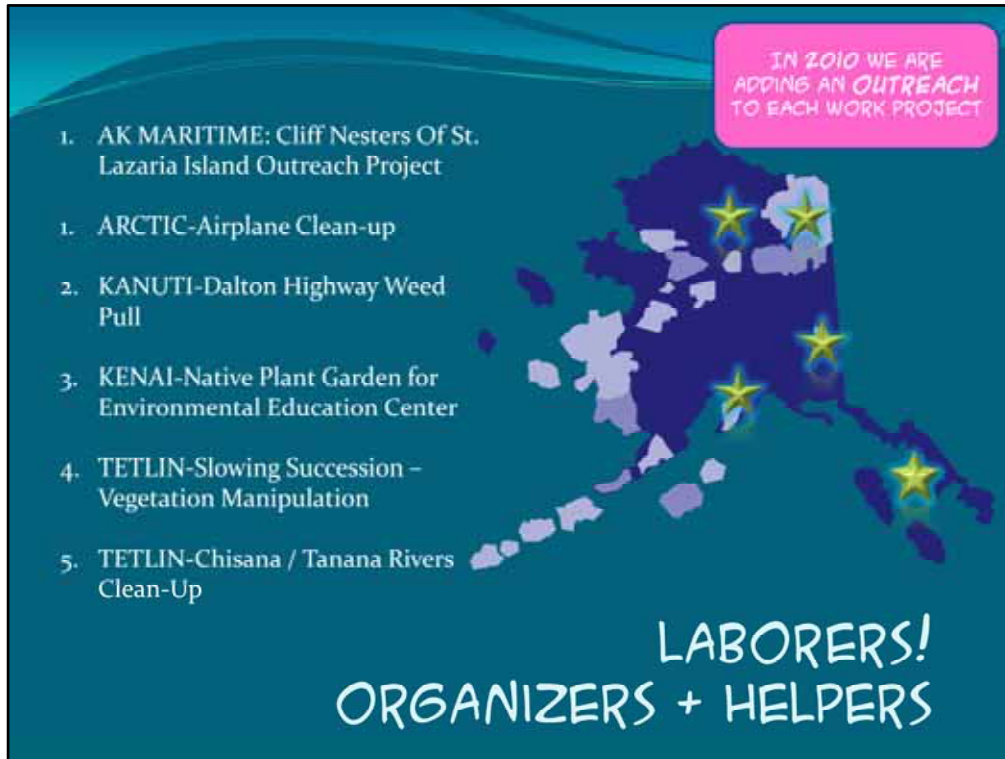 IN 2010 WE ARE
ADDING AN OUTREACH
TO EACH WORK PROJECT
1. AK MARITIME: Cliff Nesters Of St.
Lazaria Island Outreach Project
1. ARCTIC-Airplane Clean-up
2. KANUTI-Dalton Highway Weed
Pull
3. KENAI-Native Plant Garden for
Environmental Education Center
4. TETLIN-Slowing Succession –
Vegetation Manipulation
5. TETLIN-Chisana / Tanana Rivers
Clean-Up
LABORERS!
ORGANIZERS + HELPERS